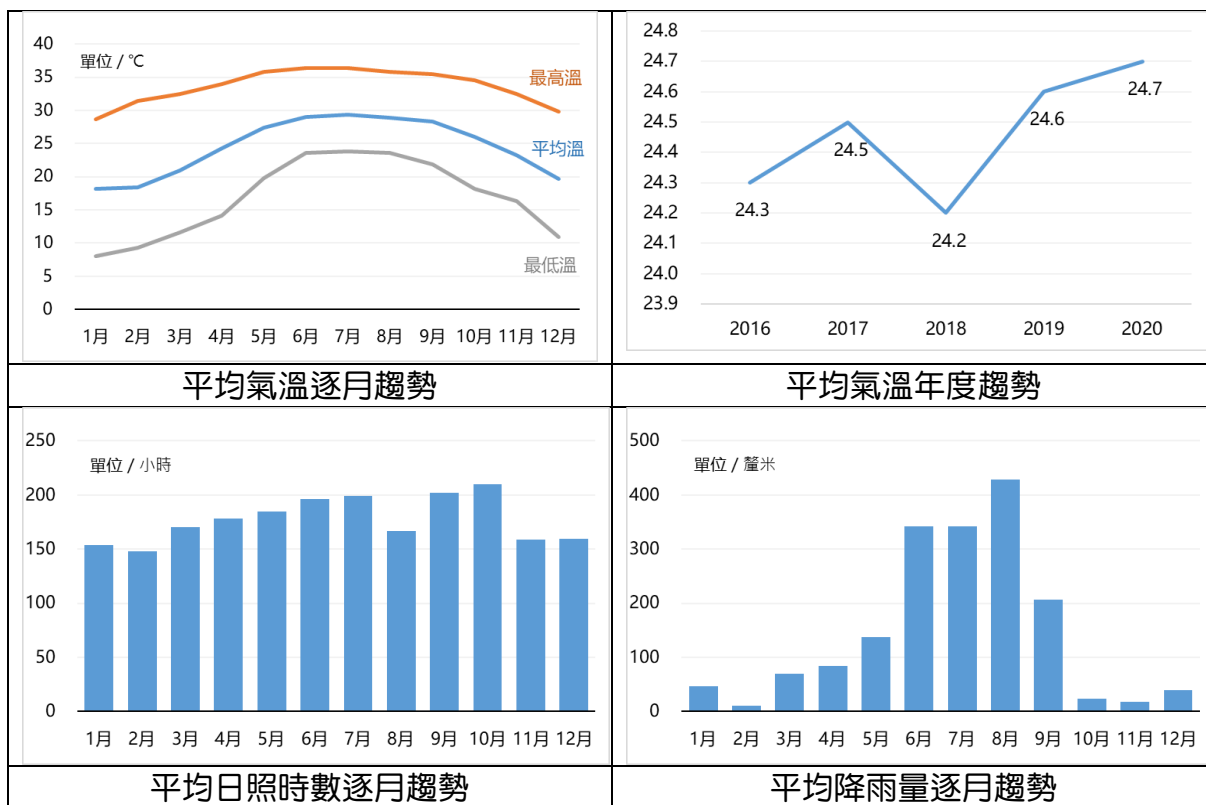 40
35
30
25
20
15
10
5
0
單位 / ℃
最高溫
平均溫
最低溫
1月 2月 3月 4月 5月 6月 7月 8月 9月 10月 11月 12月
平均氣溫逐月趨勢
24.8
24.7
24.6
24.5
24.4
24.3
24.2
24.1
24.0
23.9
24.3
24.5
24.2
24.6
24.7
2016 2017 2018 2019 2020
平均氣溫年度趨勢
250
200
150
100
50
0
單位 / 小時
1月 2月 3月 4月 5月 6月 7月 8月 9月 10月 11月 12月
平均日照時數逐月趨勢
500
400
300
200
100
0
單位 / 釐米
1月 2月 3月 4月 5月 6月 7月 8月 9月 10月 11月 12月
平均降雨量逐月趨勢